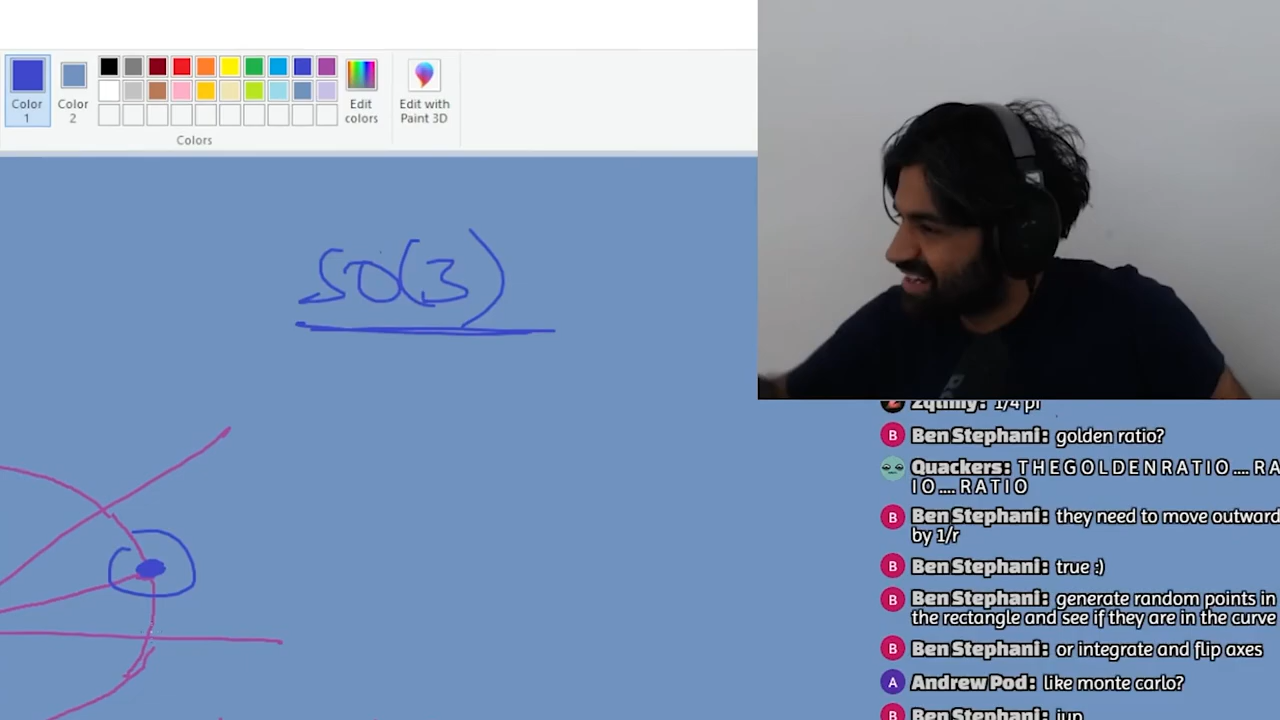 Color
1
Color
2
Edit
colors
Edit with
Paint 3D
Colors
SO(3)
Zqtinny: 1/4 pi
Ben Stephani: golden ratio?
Quackers: T H E G O L D E N R A T I O .... R A
I O .... R A T I O
Ben Stephani: they need to move outward
by 1/r
Ben Stephani: true :)
Ben Stephani: generate random points in
the rectangle and see if they are in the curve
Ben Stephani: or integrate and flip axes
Andrew Pod: like monte carlo?
Ben Stephani: jup